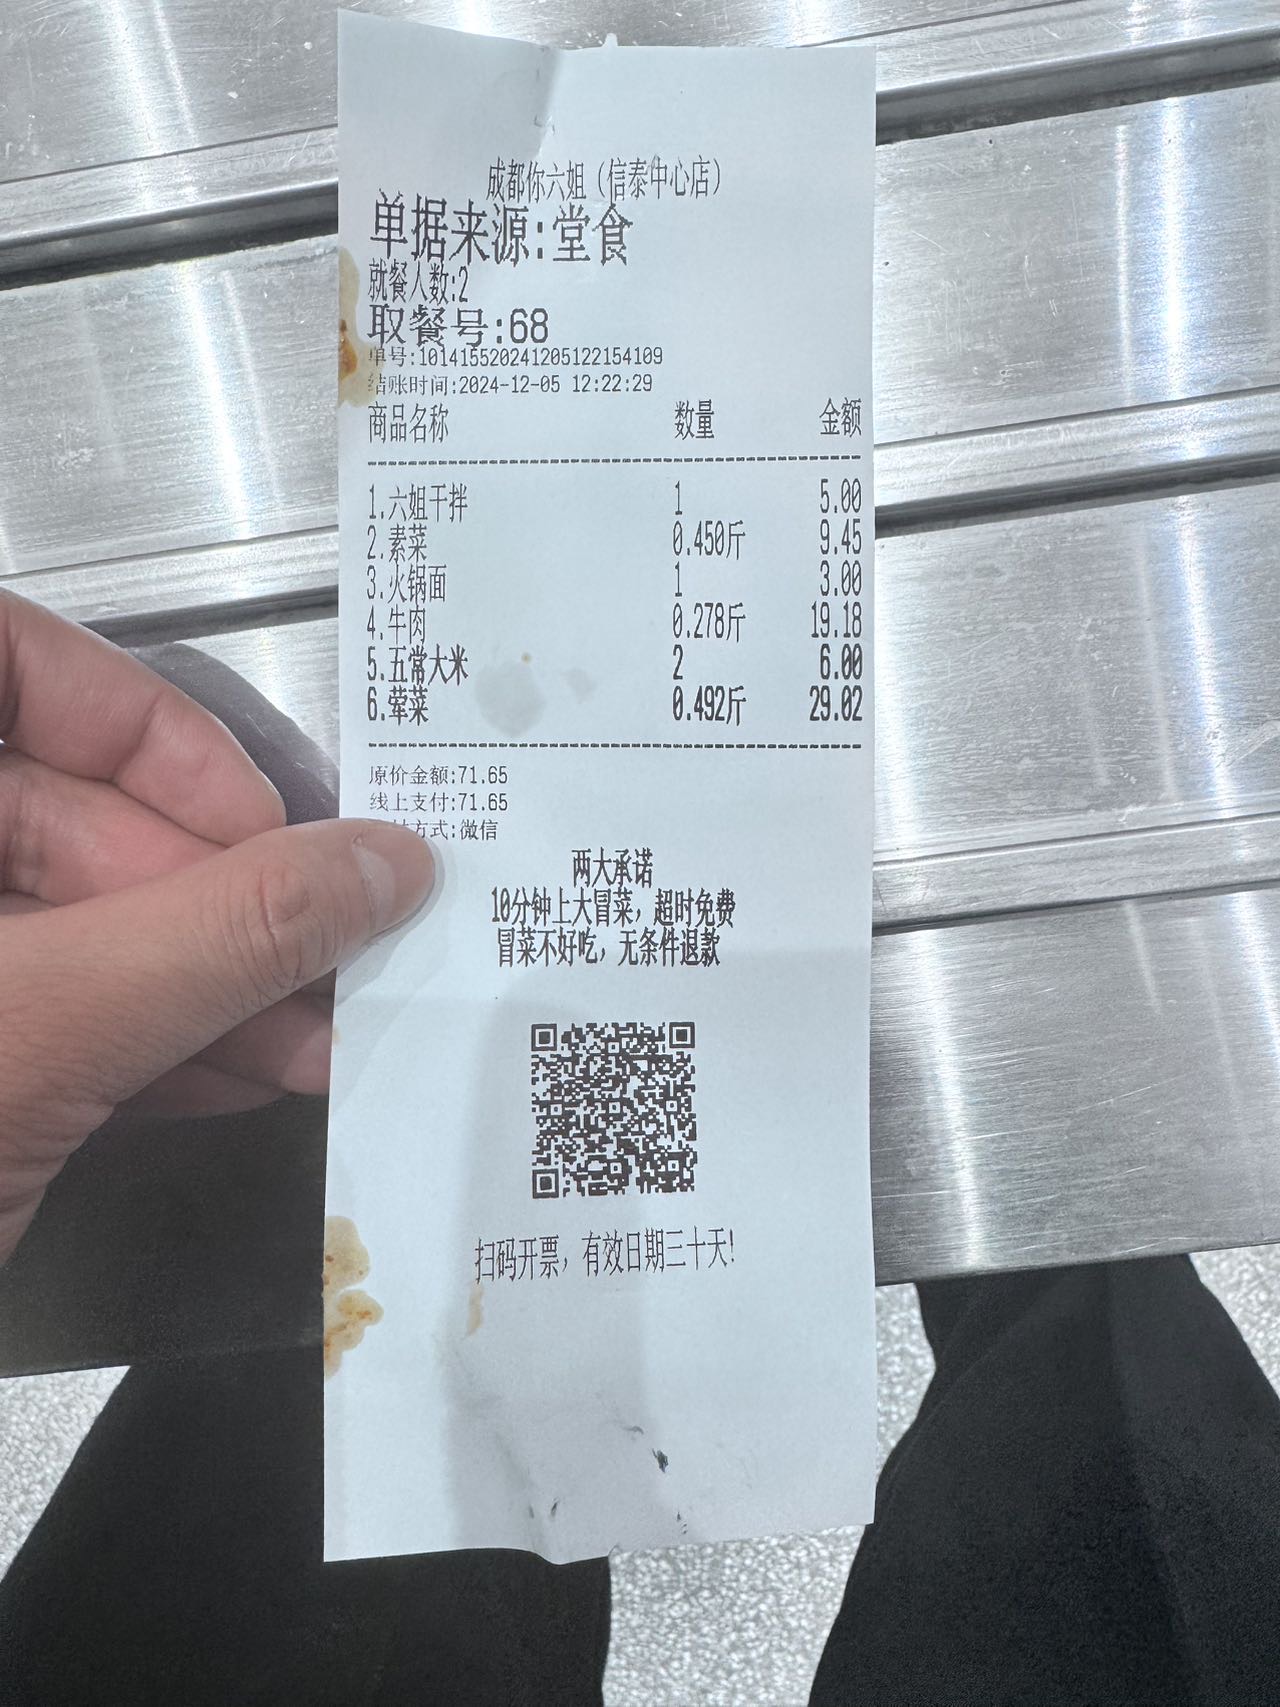 成都你六姐（信泰中心店）
单据来源:堂食
就餐人数:2
取餐号:68
单号:101415520241205122154109
结账时间:2024-12-05 12:22:29
商品名称 数量 金额
1.六姐干拌 1 5.00
2.素菜 0.450斤 9.45
3.火锅面 1 3.00
4.牛肉 0.278斤 19.18
5.五常大米 2 6.00
6.荤菜 0.492斤 29.02
原价金额:71.65
线上支付:71.65
方式:微信
两大承诺
10分钟上大冒菜，超时免费
冒菜不好吃，无条件退款
扫码开票，有效日期三十天!